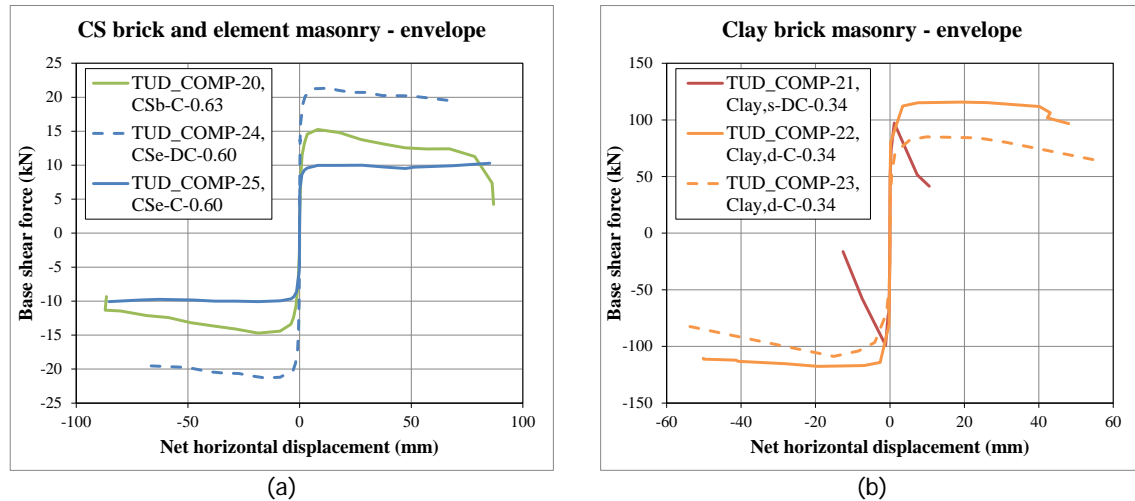 CS brick and element masonry - envelope
25
20
15
10
5
0
-5
-10
-15
-20
-25
Base shear force (kN)
TUD_COMP-20,
CSb-C-0.63
TUD_COMP-24,
CSe-DC-0.60
TUD_COMP-25,
CSe-C-0.60
-100
-50
0
50
100
Net horizontal displacement (mm)
(a)
Clay brick masonry - envelope
150
100
50
0
-50
-100
-150
Base shear force (kN)
TUD_COMP-21,
Clay,s-DC-0.34
TUD_COMP-22,
Clay,d-C-0.34
TUD_COMP-23,
Clay,d-C-0.34
-60
-40
-20
0
20
40
60
Net horizontal displacement (mm)
(b)